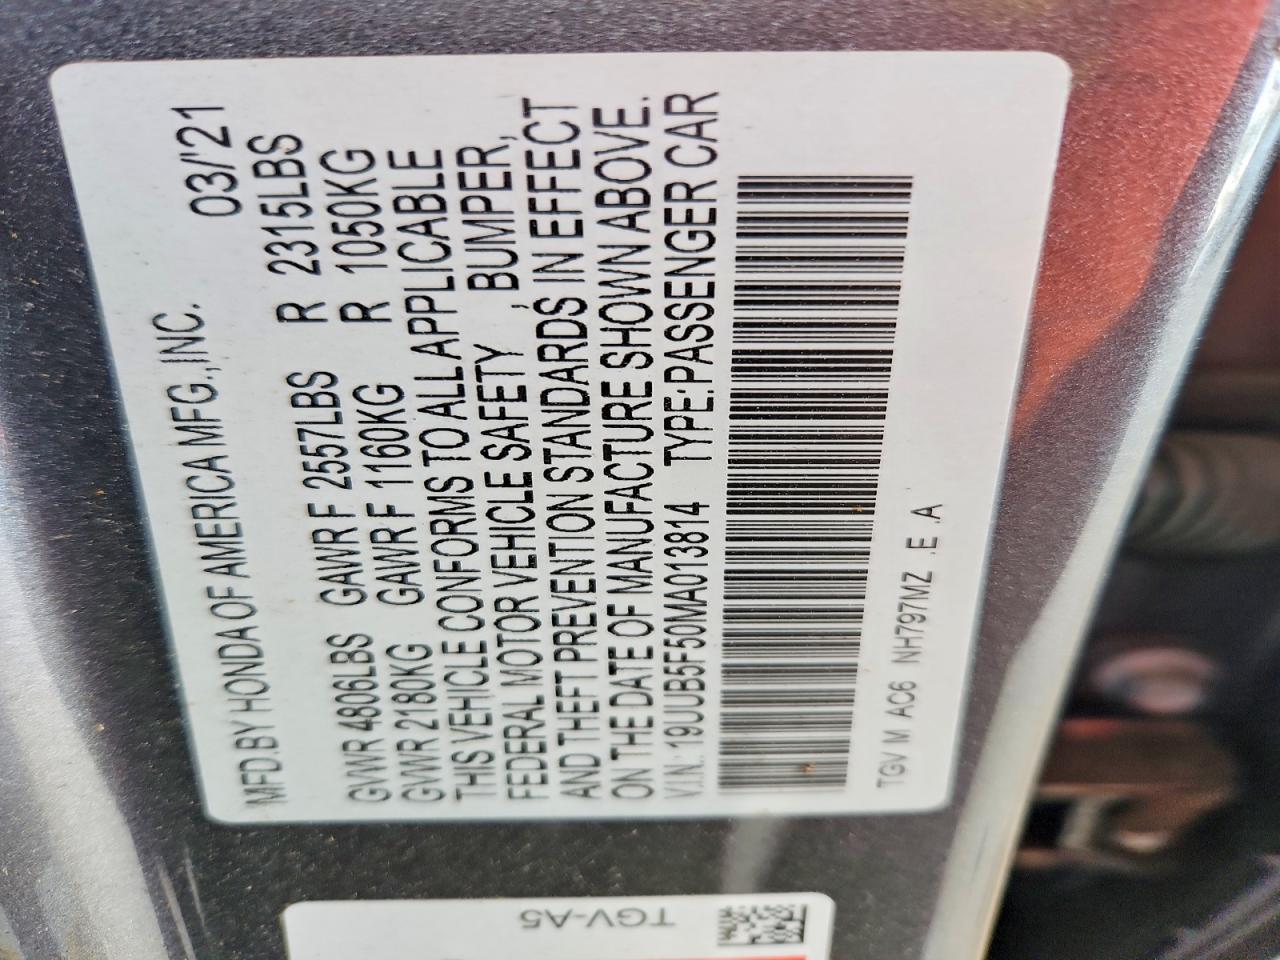 MFD.BY HONDA OF AMERICA MFG.,INC. 03/'21
GVWR 4806LBS GAWR F 2557LBS R 2315LBS
GVWR 2180KG GAWR F 1160KG R 1050KG
THIS VEHICLE CONFORMS TO ALL APPLICABLE
FEDERAL MOTOR VEHICLE SAFETY , BUMPER,
AND THEFT PREVENTION STANDARDS IN EFFECT
ON THE DATE OF MANUFACTURE SHOWN ABOVE.
V.I.N.: 19UUB5F50MA013814 TYPE:PASSENGER CAR
TGV M AC6 NH797MZ .E .A
TGV-A5